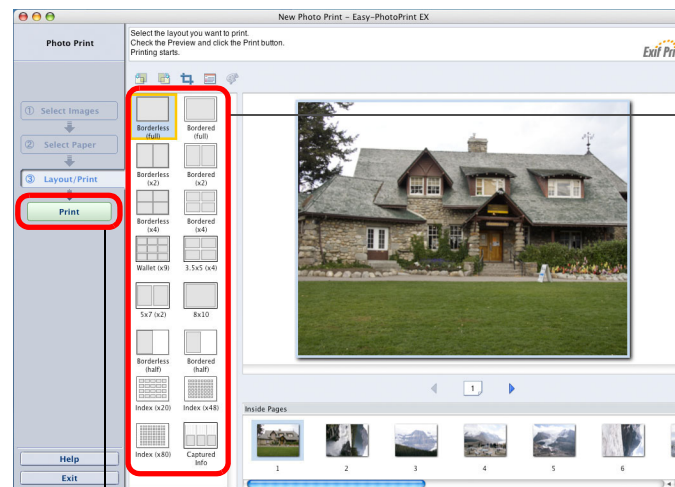 New Photo Print – Easy-PhotoPrint EX
Photo Print
Select the layout you want to print.
Check the Preview and click the Print button.
Printing starts.
Exif Pri
① Select Images
② Select Paper
③ Layout/Print
Print
Borderless (full)
Bordered (full)
Borderless (x2)
Bordered (x2)
Borderless (x4)
Bordered (x4)
Wallet (x9)
3.5x5 (x4)
5x7 (x2)
8x10
Borderless (half)
Bordered (half)
Index (x20)
Index (x48)
Index (x80)
Captured Info
1
Inside Pages
1
2
3
4
5
6
Help
Exit